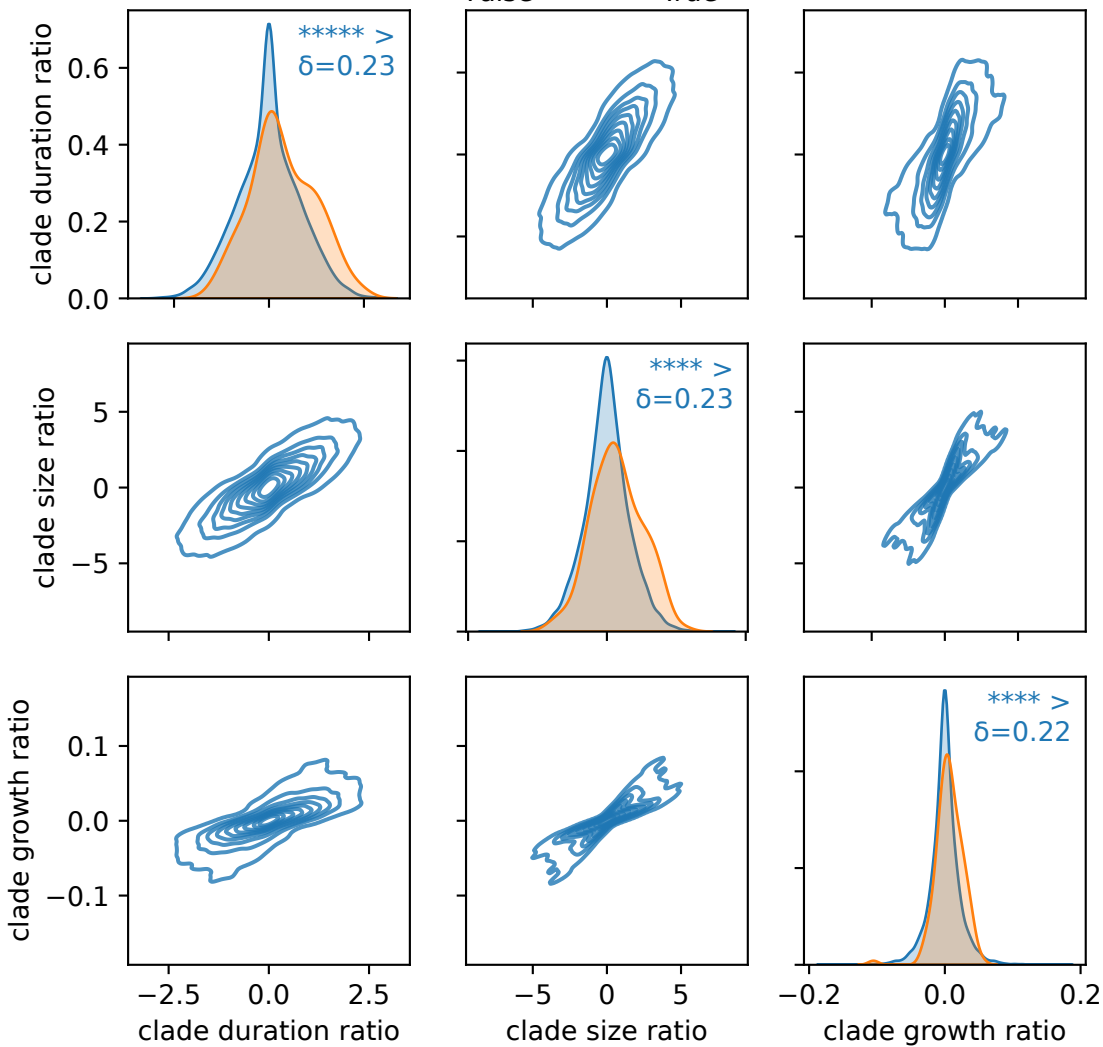 ***** >
δ=0.23
clade duration ratio
0.6
0.4
0.2
0.0
**** >
δ=0.23
clade size ratio
5
0
−5
**** >
δ=0.22
clade growth ratio
0.1
0.0
−0.1
−2.5 0.0 2.5
−5 0 5
−0.2 0.0 0.2
clade duration ratio
clade size ratio
clade growth ratio